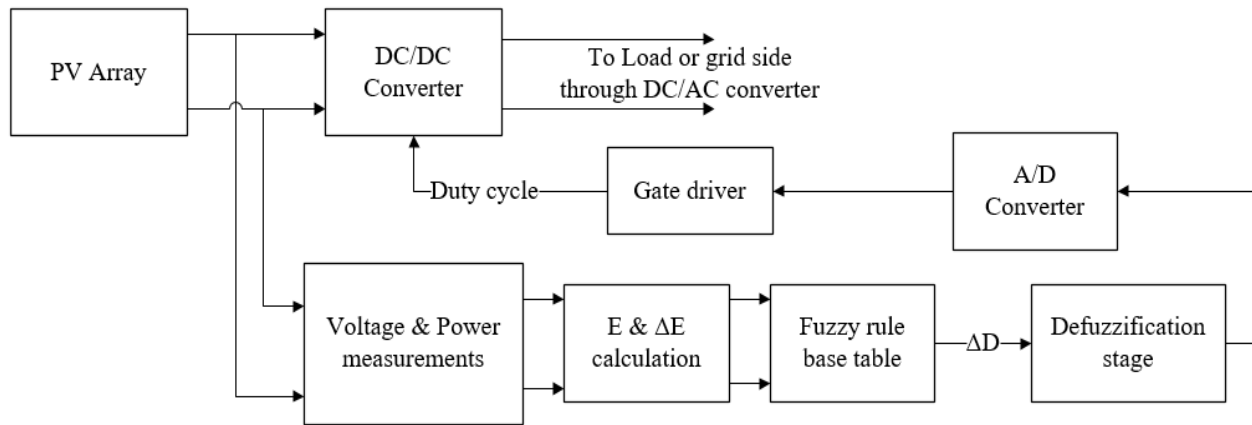 PV Array
DC/DC
Converter
To Load or grid side
through DC/AC converter
Duty cycle
Gate driver
A/D
Converter
Voltage & Power
measurements
E & ΔE
calculation
Fuzzy rule
base table
ΔD
Defuzzification
stage